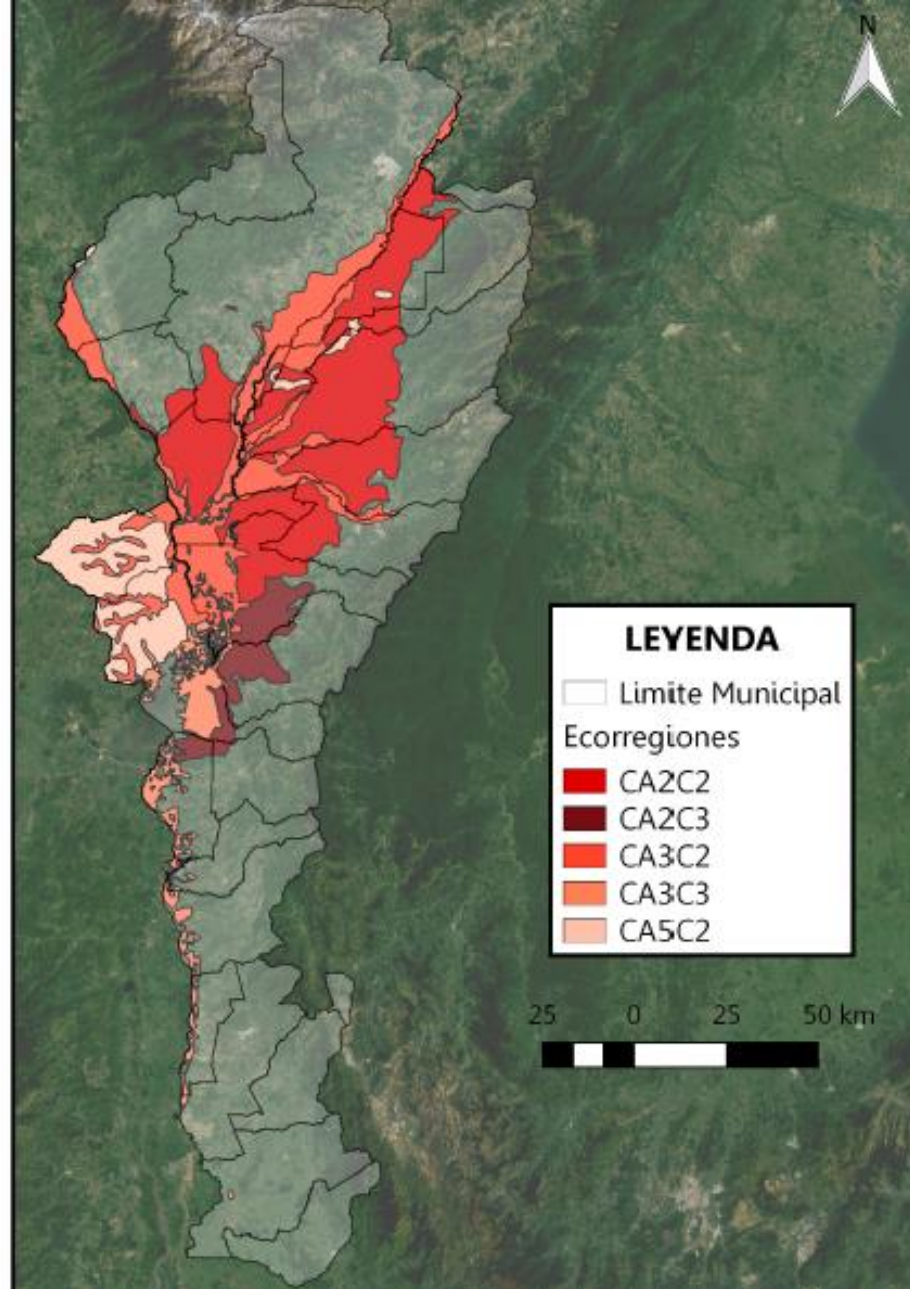 N
LEYENDA
Limite Municipal
Ecorregiones
CA2C2
CA2C3
CA3C2
CA3C3
CA5C2
25 0 25 50 km